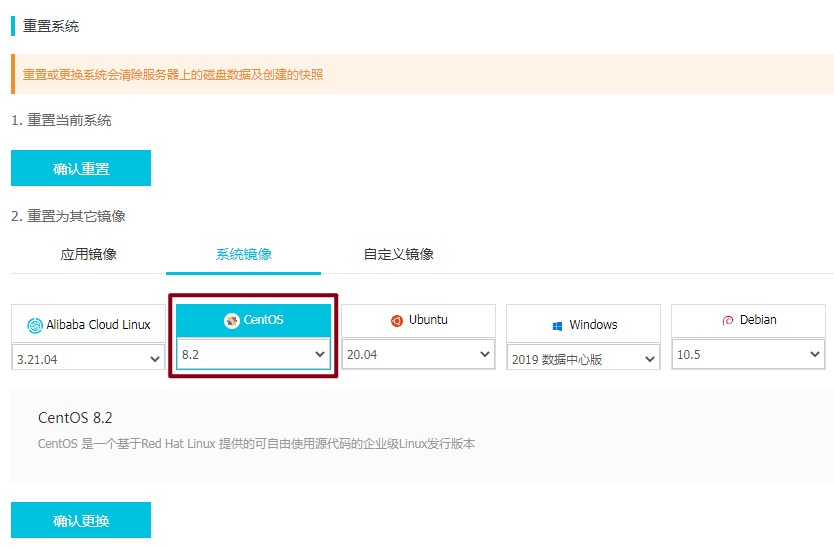 重置系统
重置或更换系统会清除服务器上的磁盘数据及创建的快照
1. 重置当前系统
确认重置
2. 重置为其它镜像
应用镜像 系统镜像 自定义镜像
Alibaba Cloud Linux CentOS Ubuntu Windows Debian
3.21.04 8.2 20.04 2019 数据中心版 10.5
CentOS 8.2
CentOS 是一个基于Red Hat Linux 提供的可自由使用源代码的企业级Linux发行版本
确认更换